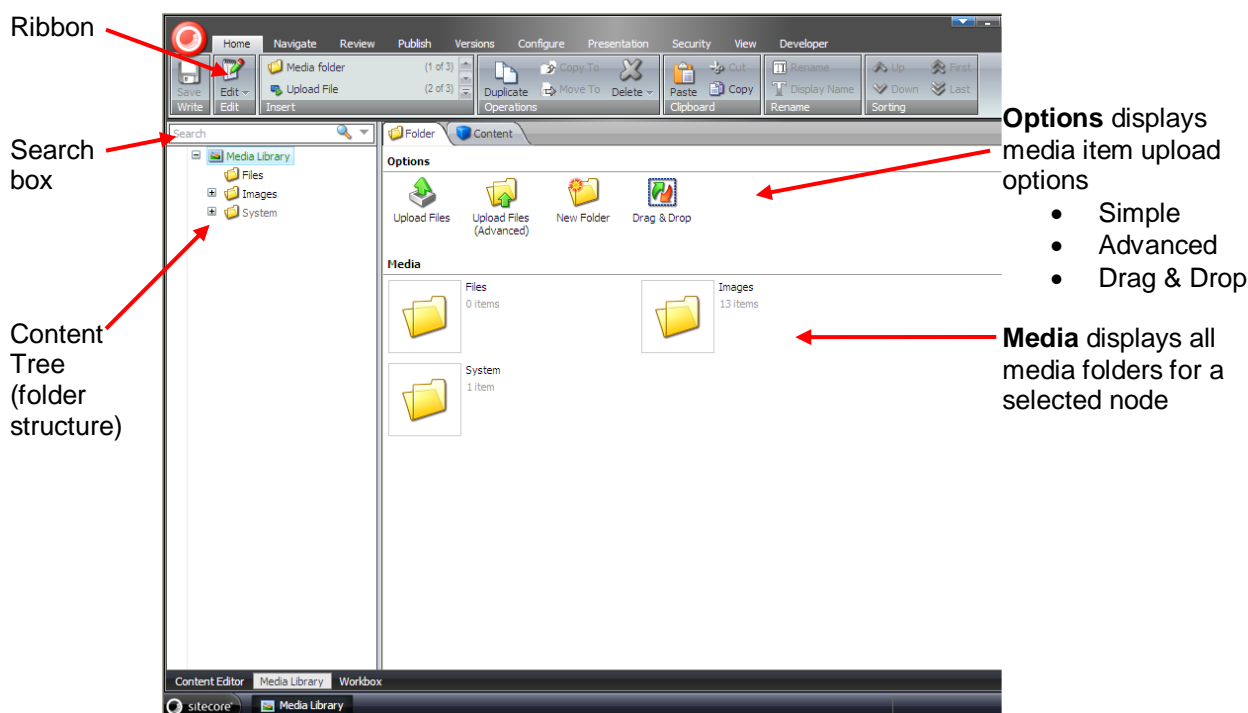 Ribbon
Home Navigate Review Publish Versions Configure Presentation Security View Developer
Media folder (1 of 3)
Upload File (2 of 3)
Save Edit Duplicate Copy To Move To Delete Paste Cut Copy Rename Display Name Up Down First Last
Write Edit Insert Operations Clipboard Rename Sorting
Search
Search
box
Media Library
Files
Images
System
Content
Tree
(folder
structure)
Folder Content
Options
Upload Files Upload Files New Folder Drag & Drop
(Advanced)
Media
Files
0 items
Images
13 items
System
1 item
Options displays
media item upload
options
• Simple
• Advanced
• Drag & Drop
Media displays all
media folders for a
selected node
Content Editor Media Library Workbox
sitecore Media Library